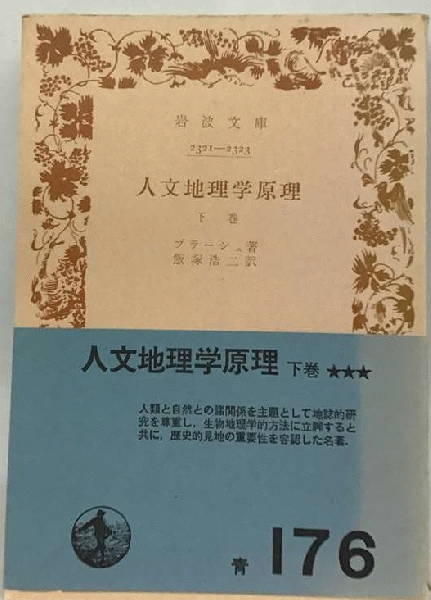 岩波文庫
2321—2323
人文地理学原理
下巻
ブラーシュ著
飯塚浩二訳
人文地理学原理 下巻 ★★★
人類と自然との諸関係を主題として地誌的研
究を尊重し、生物地理学的方法に立脚すると
共に、歴史的見地の重要性を容認した名著.
青 176